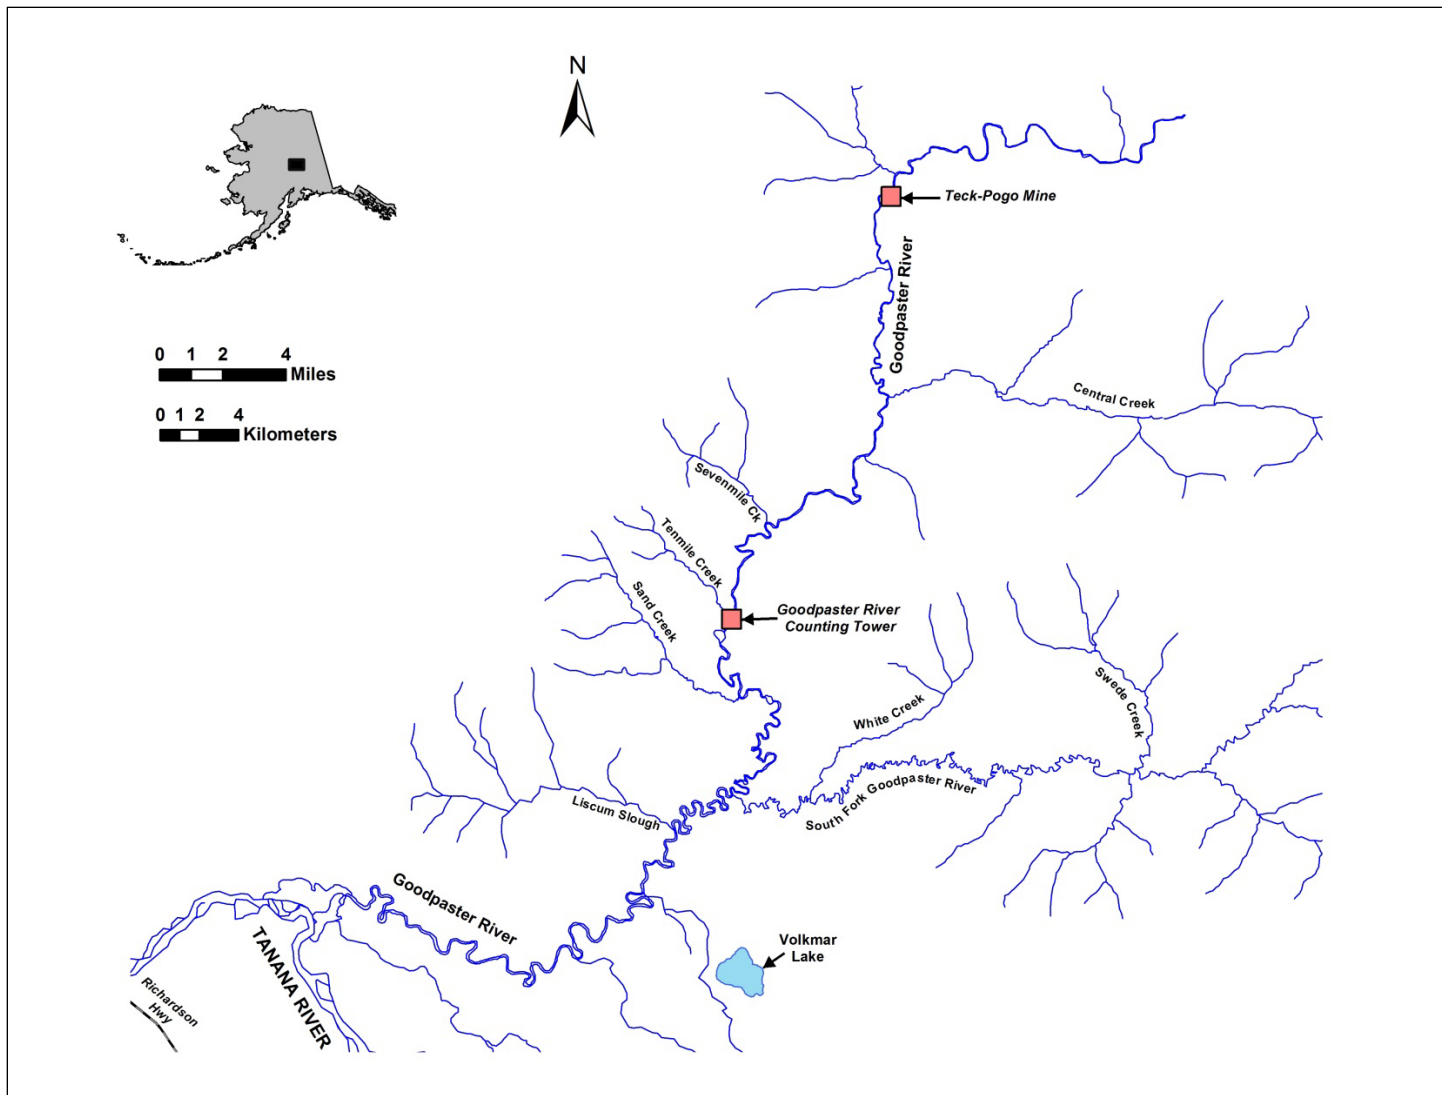 N
Teck-Pogo Mine
Goodpaster River
0 1 2 4
Miles
Central Creek
0 1 2 4
Kilometers
Sevenmile Ck
Tenmile Creek
Sand Creek
Goodpaster River
Counting Tower
White Creek
Swede Creek
South Fork Goodpaster River
Liscum Slough
Goodpaster River
Volkmar
Lake
TANANA RIVER
Richardson
Hwy